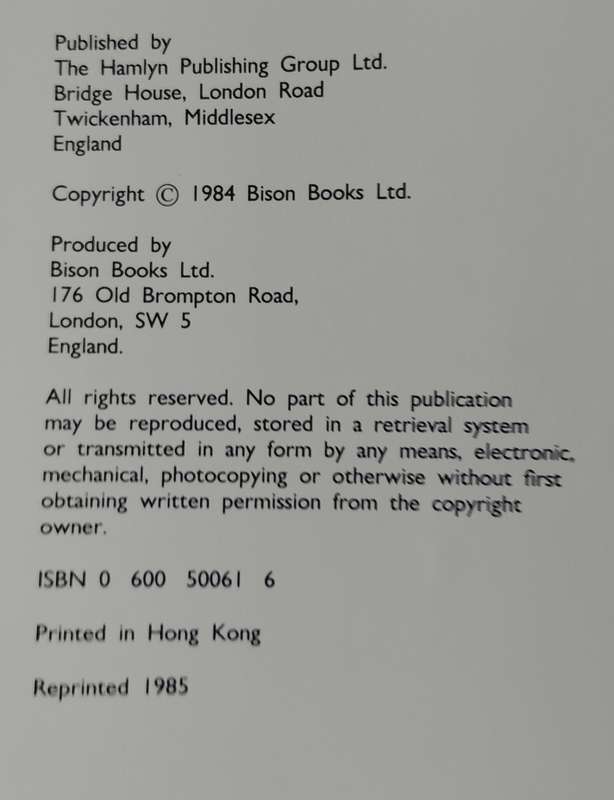 Published by
The Hamlyn Publishing Group Ltd.
Bridge House, London Road
Twickenham, Middlesex
England
Copyright © 1984 Bison Books Ltd.
Produced by
Bison Books Ltd.
176 Old Brompton Road,
London, SW 5
England.
All rights reserved. No part of this publication
may be reproduced, stored in a retrieval system
or transmitted in any form by any means, electronic,
mechanical, photocopying or otherwise without first
obtaining written permission from the copyright
owner.
ISBN 0 600 50061 6
Printed in Hong Kong
Reprinted 1985